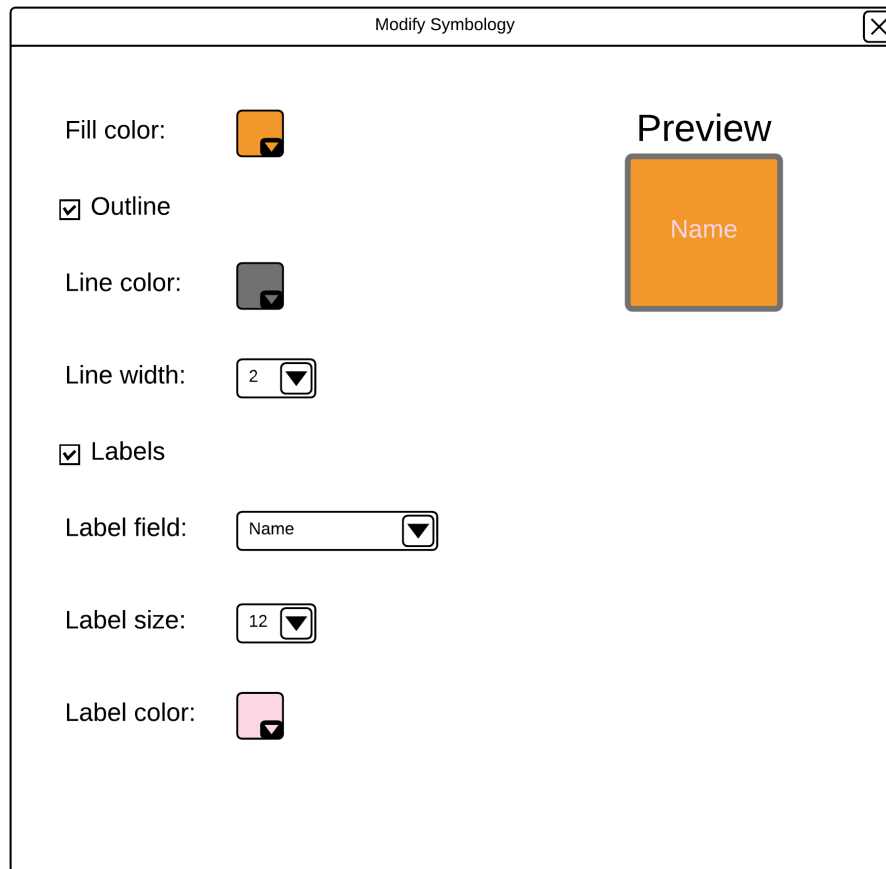 Modify Symbology
Fill color:
Preview
Name
Outline
Line color:
Line width: 2
Labels
Label field: Name
Label size: 12
Label color: